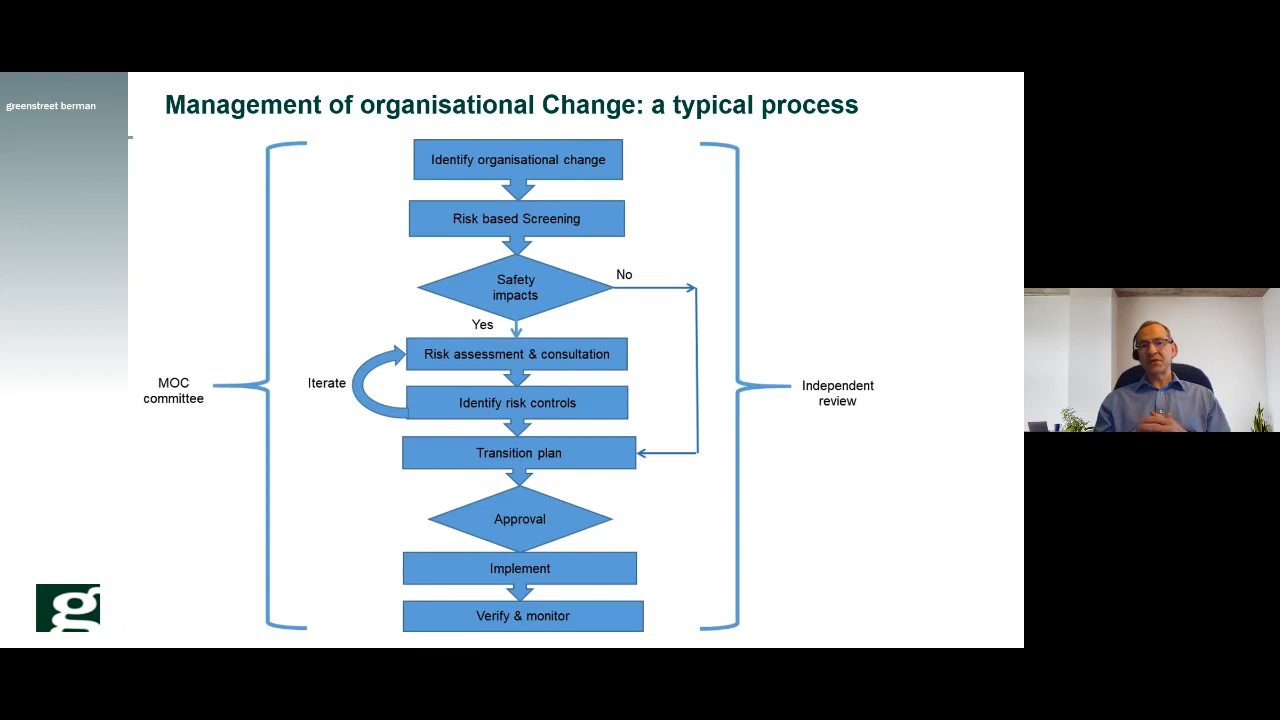 greenstreet berman
Management of organisational Change: a typical process
Identify organisational change
Risk based Screening
Safety
impacts
No
Yes
Risk assessment & consultation
Iterate
Identify risk controls
MOC
committee
Independent
review
Transition plan
Approval
Implement
Verify & monitor
g